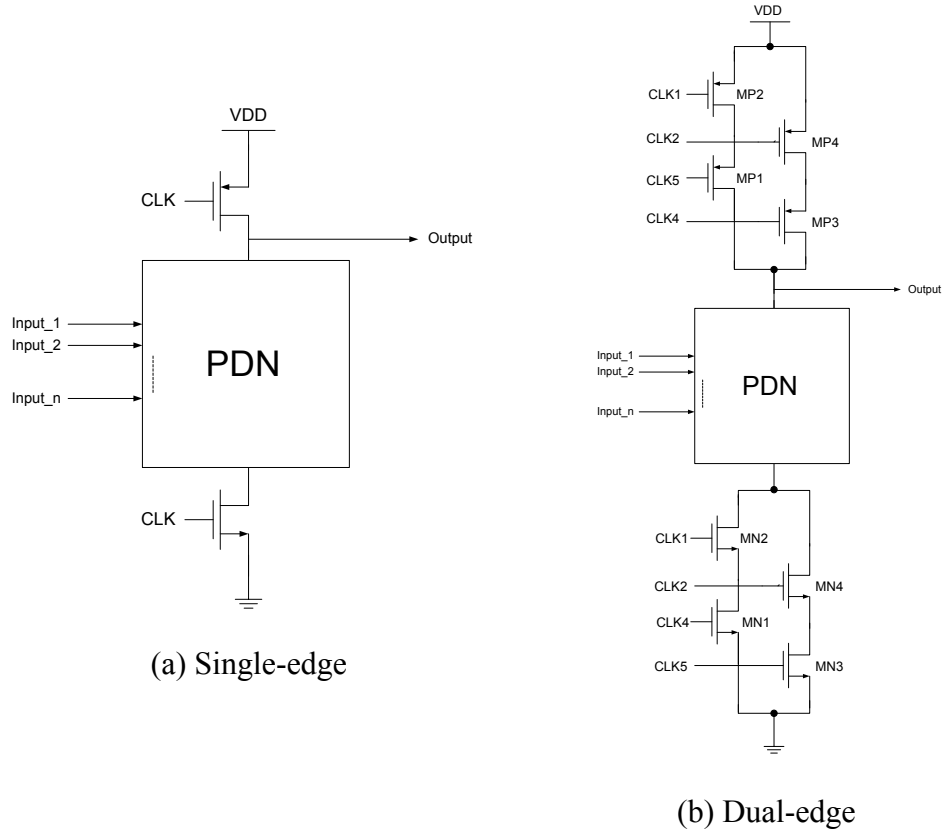 VDD
CLK
Output
Input_1
Input_2
PDN
Input_n
CLK
(a) Single-edge
VDD
CLK1
MP2
CLK2
MP4
CLK5
MP1
CLK4
MP3
Output
Input_1
Input_2
PDN
Input_n
CLK1
MN2
CLK2
MN4
CLK4
MN1
CLK5
MN3
(b) Dual-edge